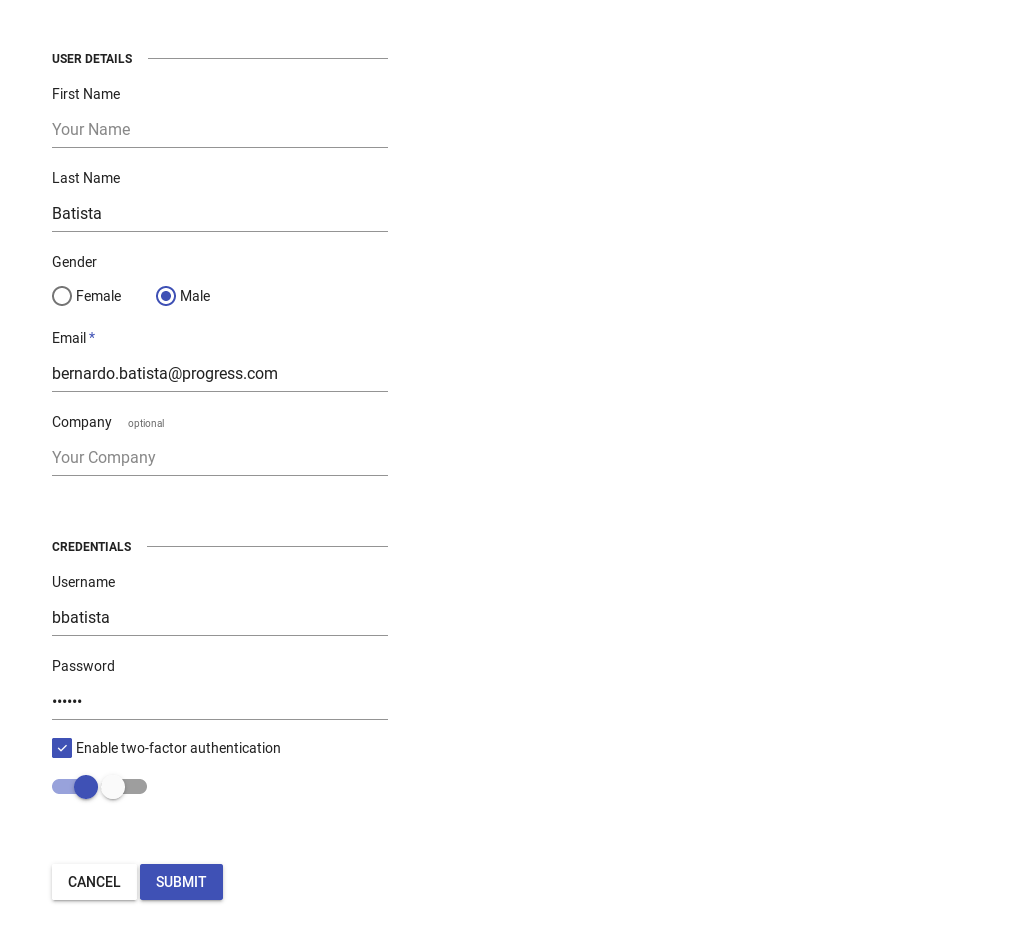 USER DETAILS
First Name
Your Name
Last Name
Batista
Gender
Female Male
Email *
bernardo.batista@progress.com
Company optional
Your Company
CREDENTIALS
Username
bbatista
Password
••••••
Enable two-factor authentication
CANCEL SUBMIT